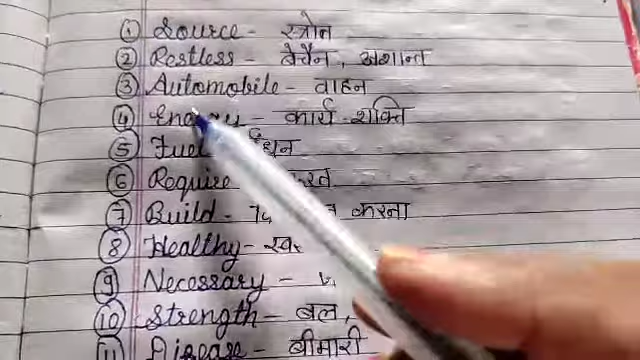 ① Source - स्त्रोन
② Restless - बेचैन, अशान्त
③ Automobile - वाहन
④ Energy - कार्य शक्ति
⑤ Fuel
⑥ Require
⑦ Build - करना
⑧ Healthy -
⑨ Necessary -
⑩ Strength - बल,
11 Disease - बीमारी